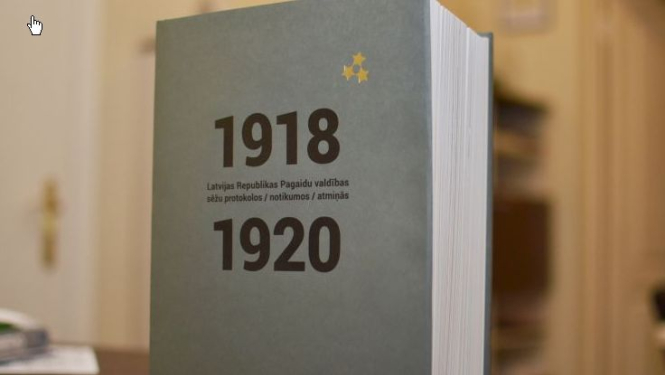 1918
Latvijas Republikas Pagaidu valdības
sēžu protokolos / notikumos / atmiņās
1920